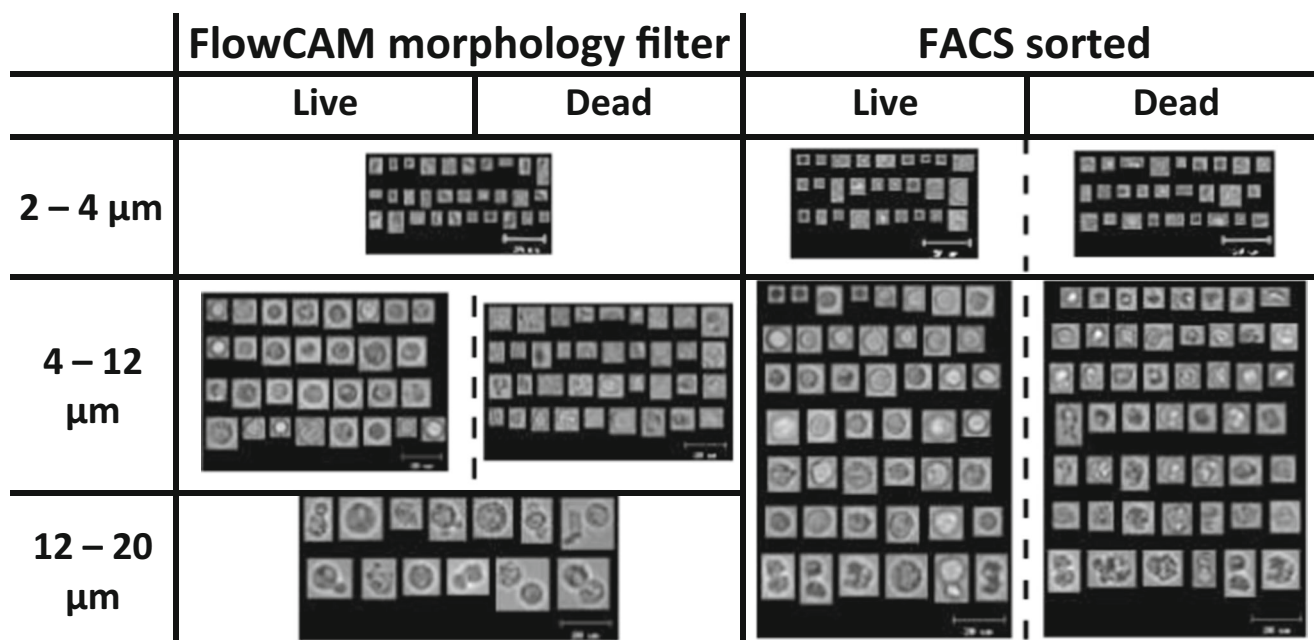 FlowCAM morphology filter FACS sorted
Live Dead Live Dead
2 – 4 µm
4 – 12
µm
12 – 20
µm